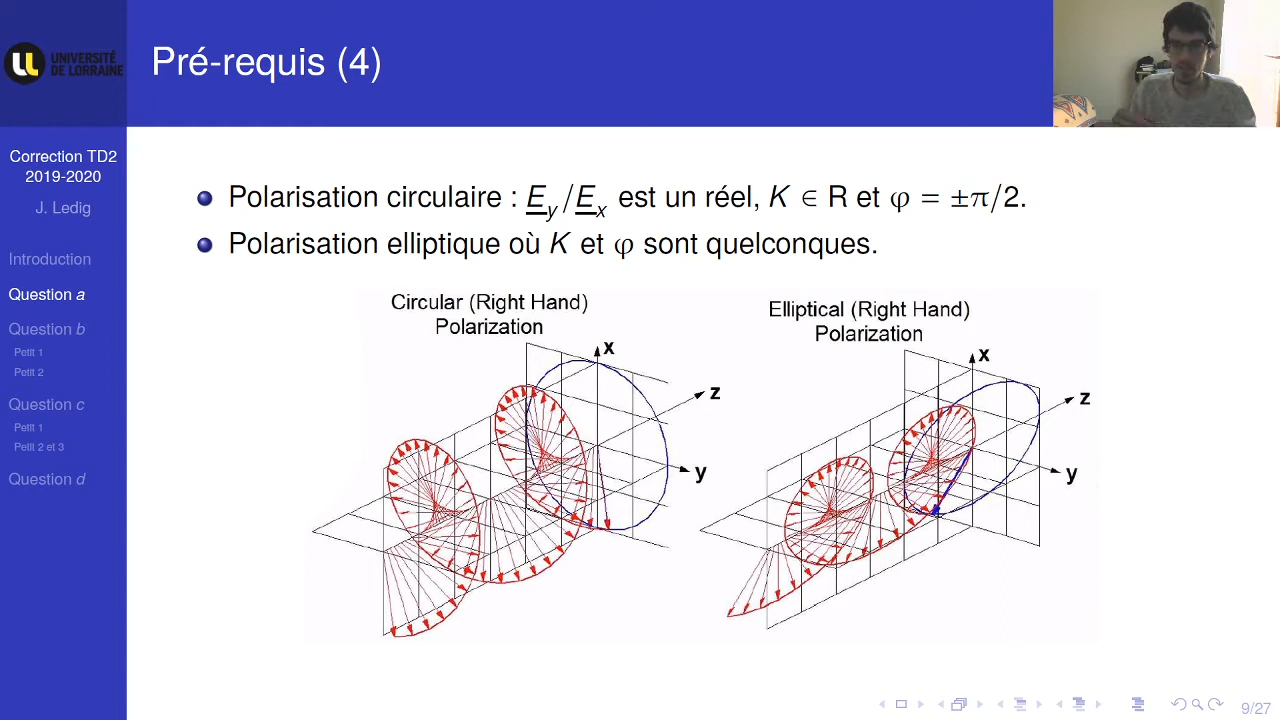 UNIVERSITÉ
DE LORRAINE
Pré-requis (4)
Correction TD2
2019-2020
J. Ledig
Introduction
Question a
Question b
Petit 1
Petit 2
Question c
Petit 1
Petit 2 et 3
Question d
Polarisation circulaire : E_y/E_x est un réel, K ∈ R et φ = ±π/2.
Polarisation elliptique où K et φ sont quelconques.
Circular (Right Hand)
Polarization
x
z
y
Elliptical (Right Hand)
Polarization
x
z
y
9/27